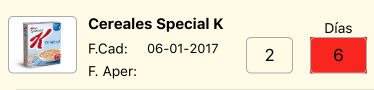 Cereales Special K
Días
F.Cad: 06-01-2017
2
6
F. Aper: